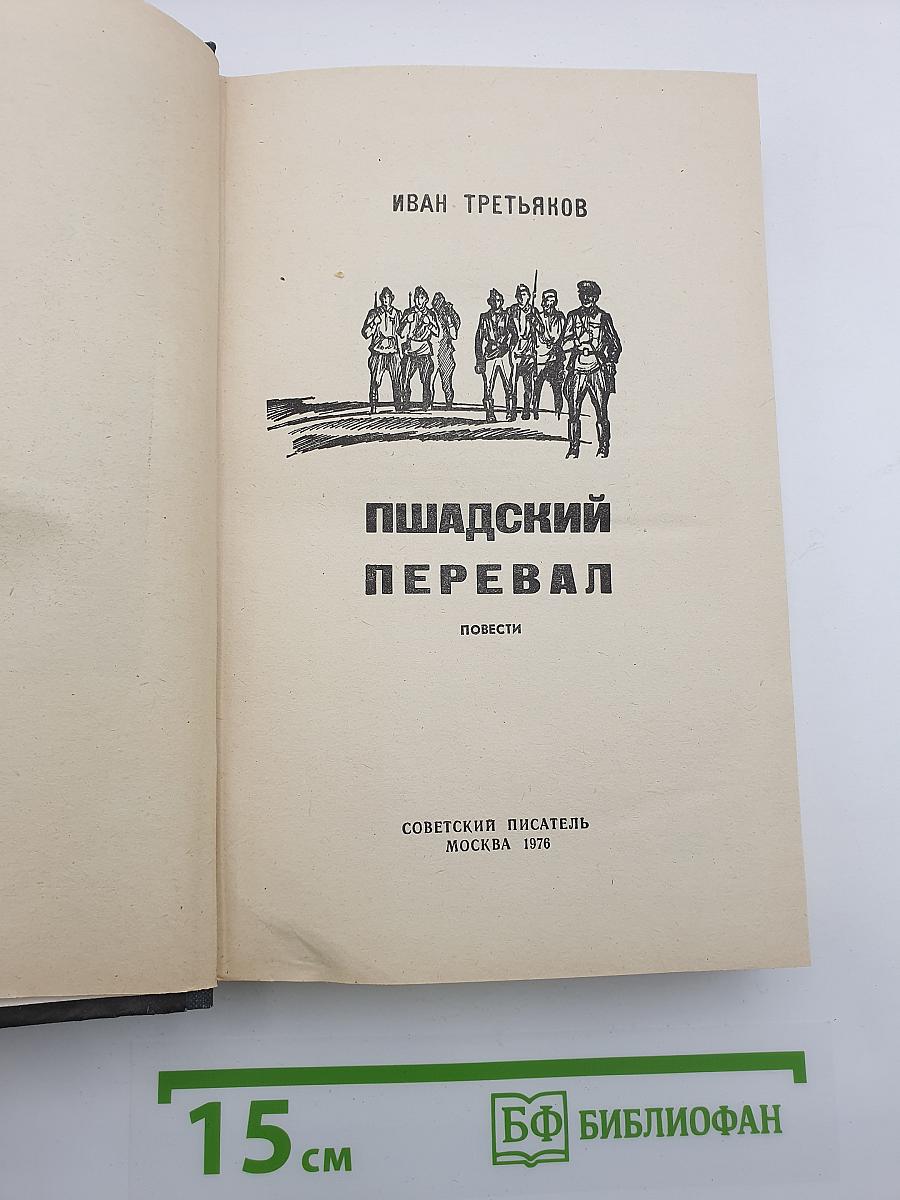 ИВАН ТРЕТЬЯКОВ
ПШАДСКИЙ
ПЕРЕВАЛ
ПОВЕСТИ
СОВЕТСКИЙ ПИСАТЕЛЬ
МОСКВА 1976
15 см
БФ БИБЛИОФАН